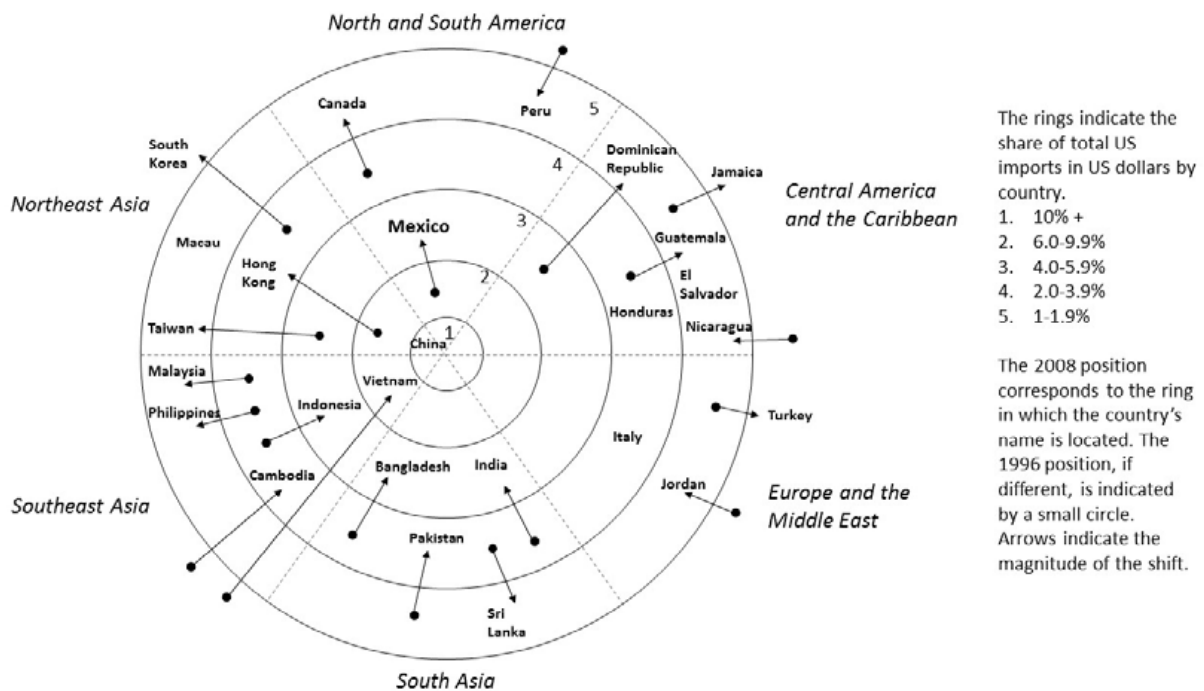 North and South America
Canada
Peru
5
South
Korea
4
Dominican
Republic
Jamaica
Northeast Asia
Central America
and the Caribbean
Macau
Mexico
3
Guatemala
Hong
Kong
2
El
Salvador
Honduras
Taiwan
1
Nicaragua
China
Malaysia
Vietnam
Philippines
Indonesia
Turkey
Italy
Cambodia
Bangladesh
India
Jordan
Southeast Asia
Europe and the
Middle East
Pakistan
Sri
Lanka
South Asia
The rings indicate the
share of total US
imports in US dollars by
country.
1. 10% +
2. 6.0-9.9%
3. 4.0-5.9%
4. 2.0-3.9%
5. 1-1.9%
The 2008 position
corresponds to the ring
in which the country's
name is located. The
1996 position, if
different, is indicated
by a small circle.
Arrows indicate the
magnitude of the shift.